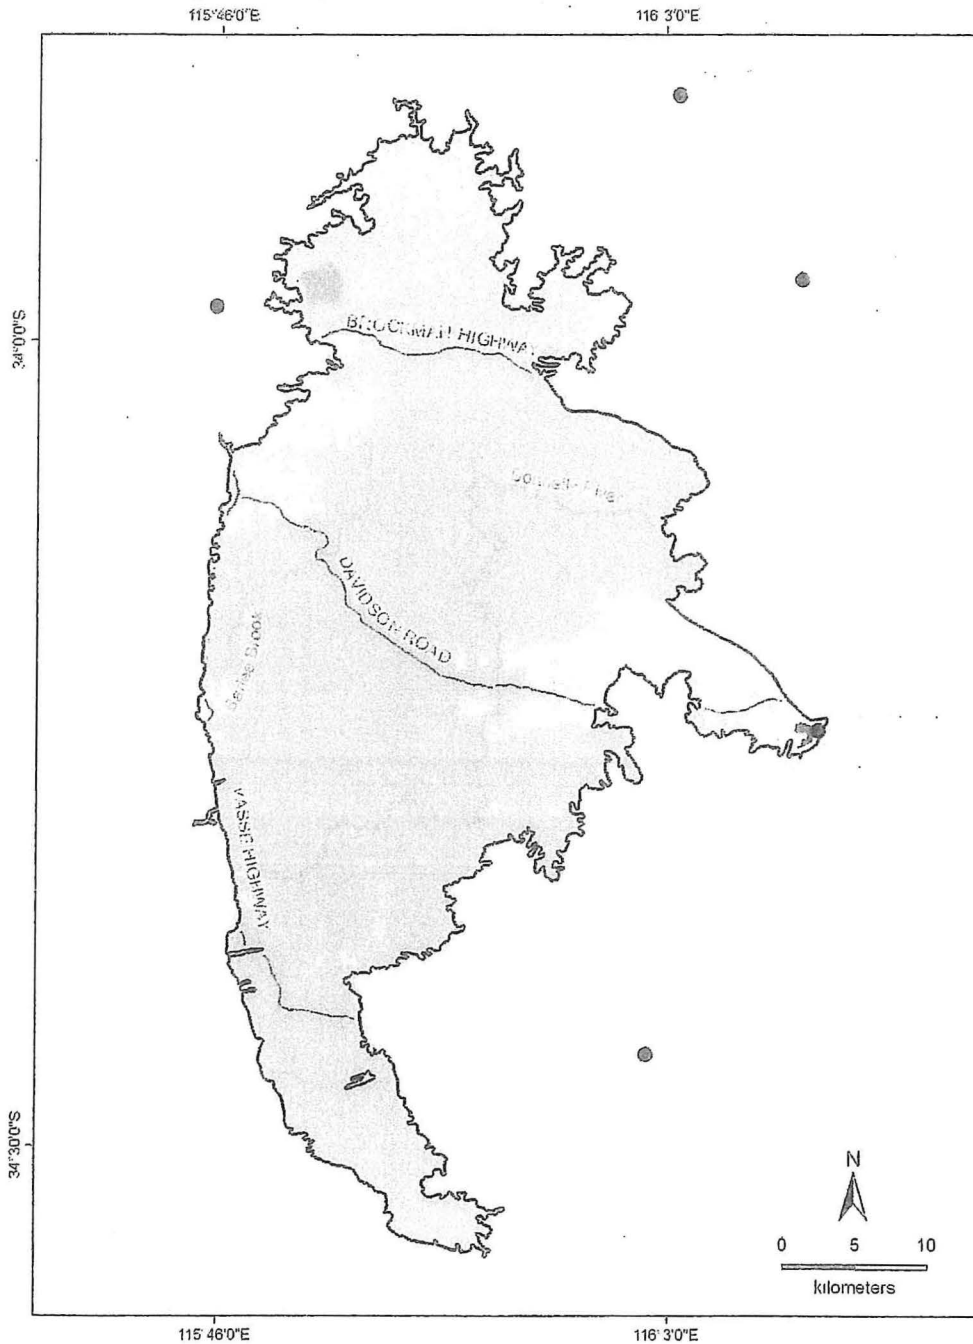 115°46'0"E
116°3'0"E
34°0'0"S
BROCKMAN HIGHWAY
DAVIDSON ROAD
VASSE HIGHWAY
34°30'0"S
N
0 5 10
kilometers
115°46'0"E
116°3'0"E